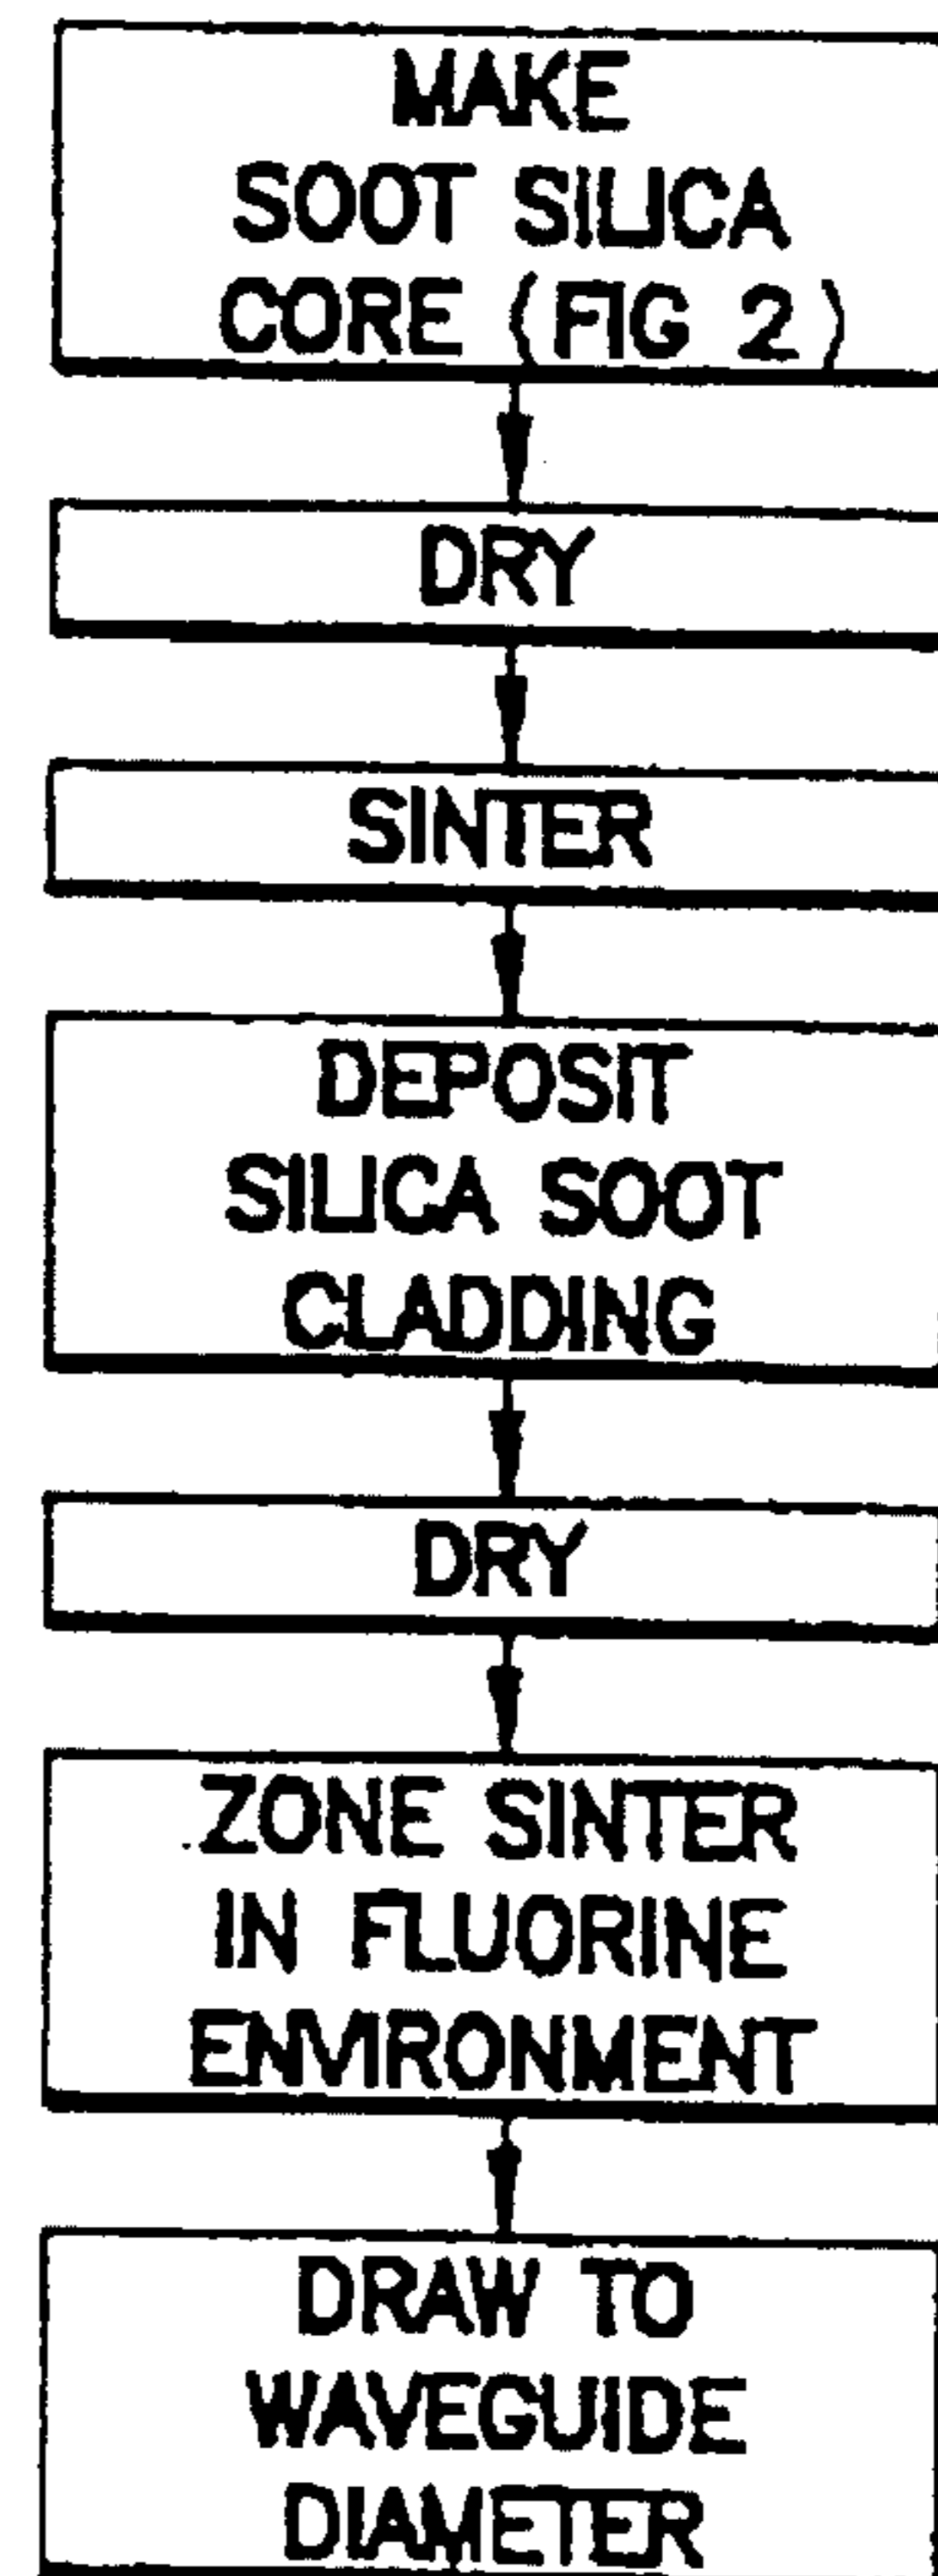 MAKE
SOOT SILICA
CORE (FIG 2)
DRY
SINTER
DEPOSIT
SILICA SOOT
CLADDING
DRY
ZONE SINTER
IN FLUORINE
ENVIRONMENT
DRAW TO
WAVEGUIDE
DIAMETER